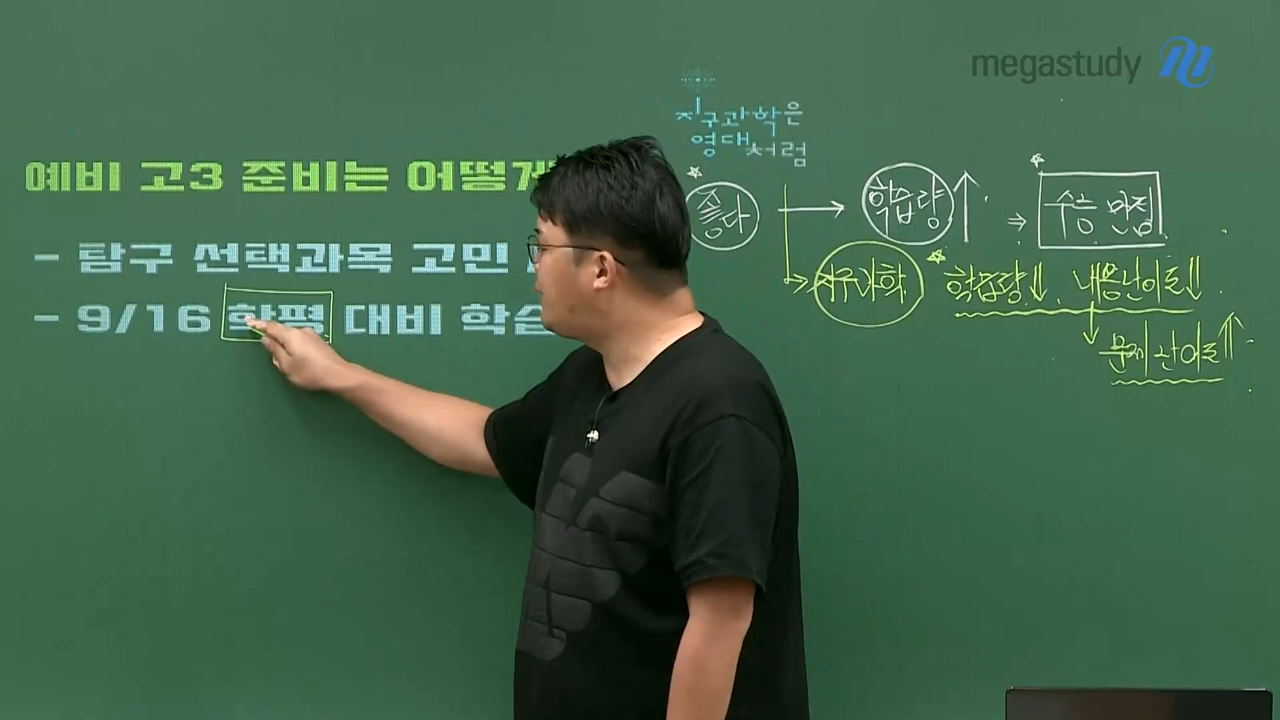 megastudy
지구과학은
영대처럼
예비 고3 준비는 어떻게
- 탐구 선택과목 고민
- 9/16 학평 대비 학습
좋다 → 학습량↑ ⇒ 수능 만점
지구과학 학습량↓ 내용난이도↓
문제 난이도↑